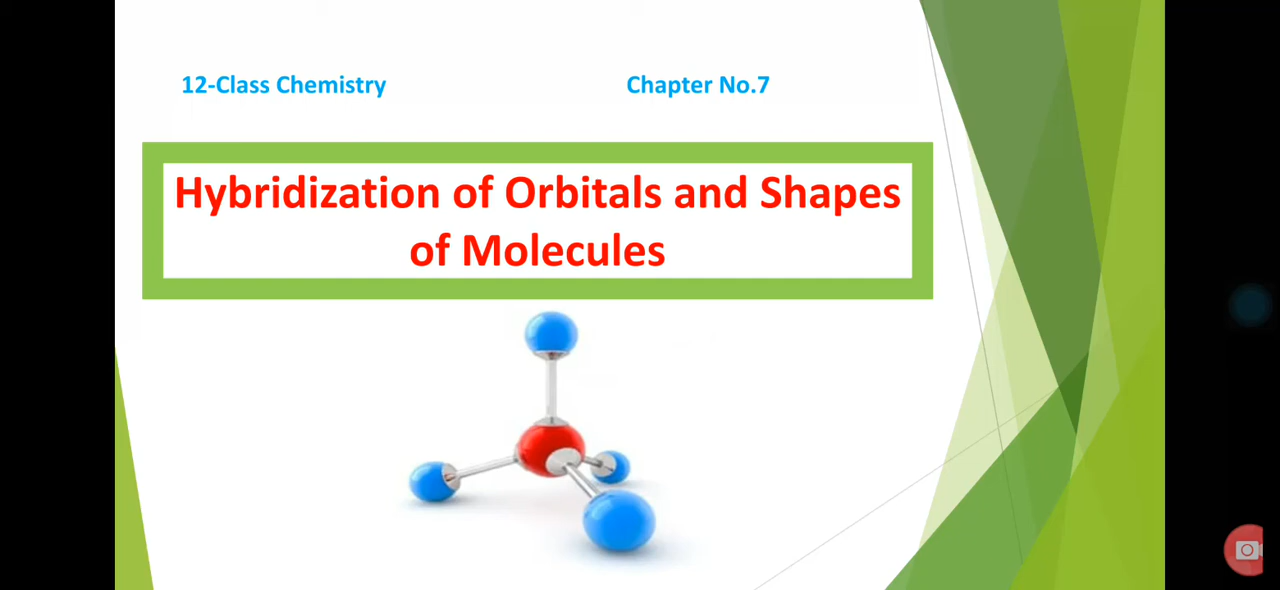 12-Class Chemistry
Chapter No.7
Hybridization of Orbitals and Shapes
of Molecules